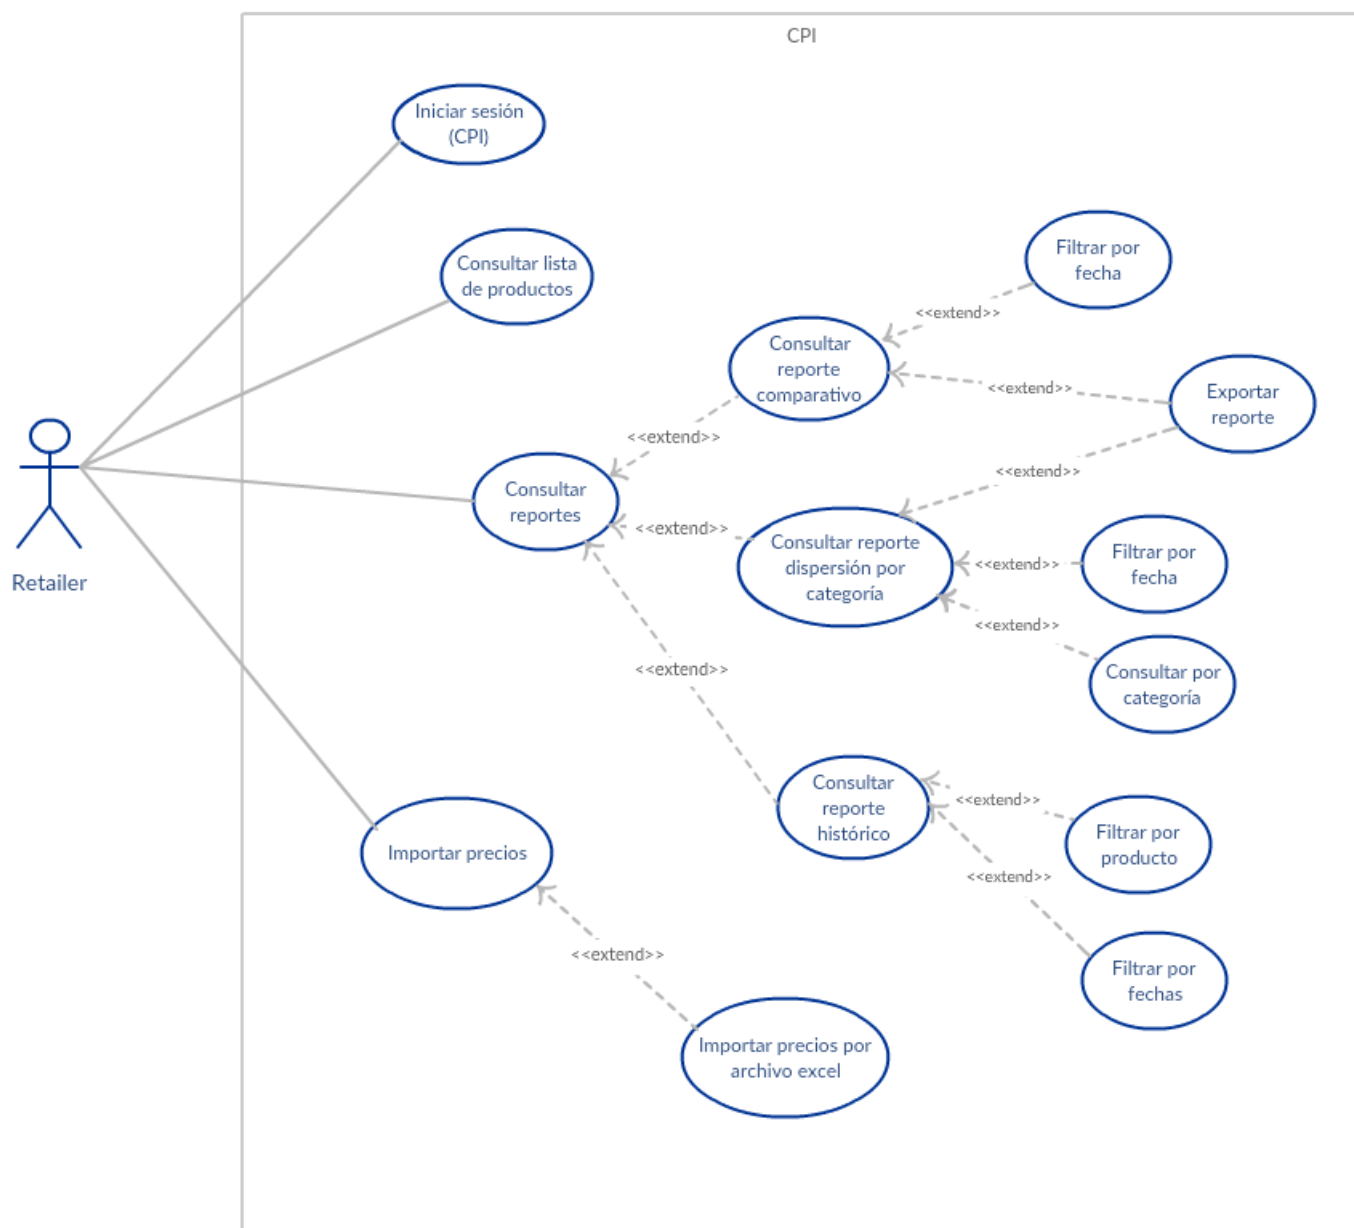 CPI
Iniciar sesión
(CPI)
Consultar lista
de productos
Filtrar por
fecha
<<extend>>
Consultar
reporte
comparativo
<<extend>>
Exportar
reporte
<<extend>>
<<extend>>
Consultar
reportes
<<extend>>
Consultar reporte
dispersión por
categoría
<<extend>>
Filtrar por
fecha
<<extend>>
Consultar por
categoría
Retailer
<<extend>>
Consultar
reporte
histórico
<<extend>>
Filtrar por
producto
<<extend>>
Importar precios
<<extend>>
Filtrar por
fechas
Importar precios por
archivo excel